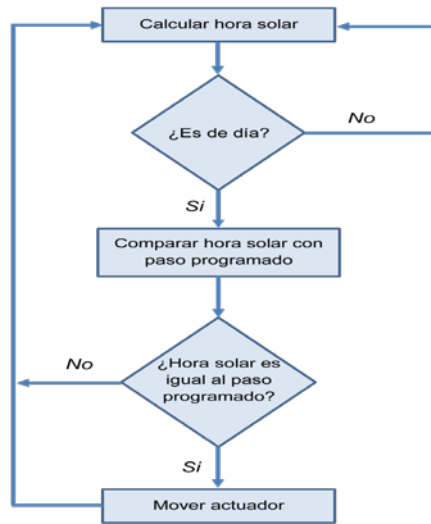 Calcular hora solar
¿Es de día?
No
Si
Comparar hora solar con
paso programado
¿Hora solar es
igual al paso
programado?
No
Si
Mover actuador